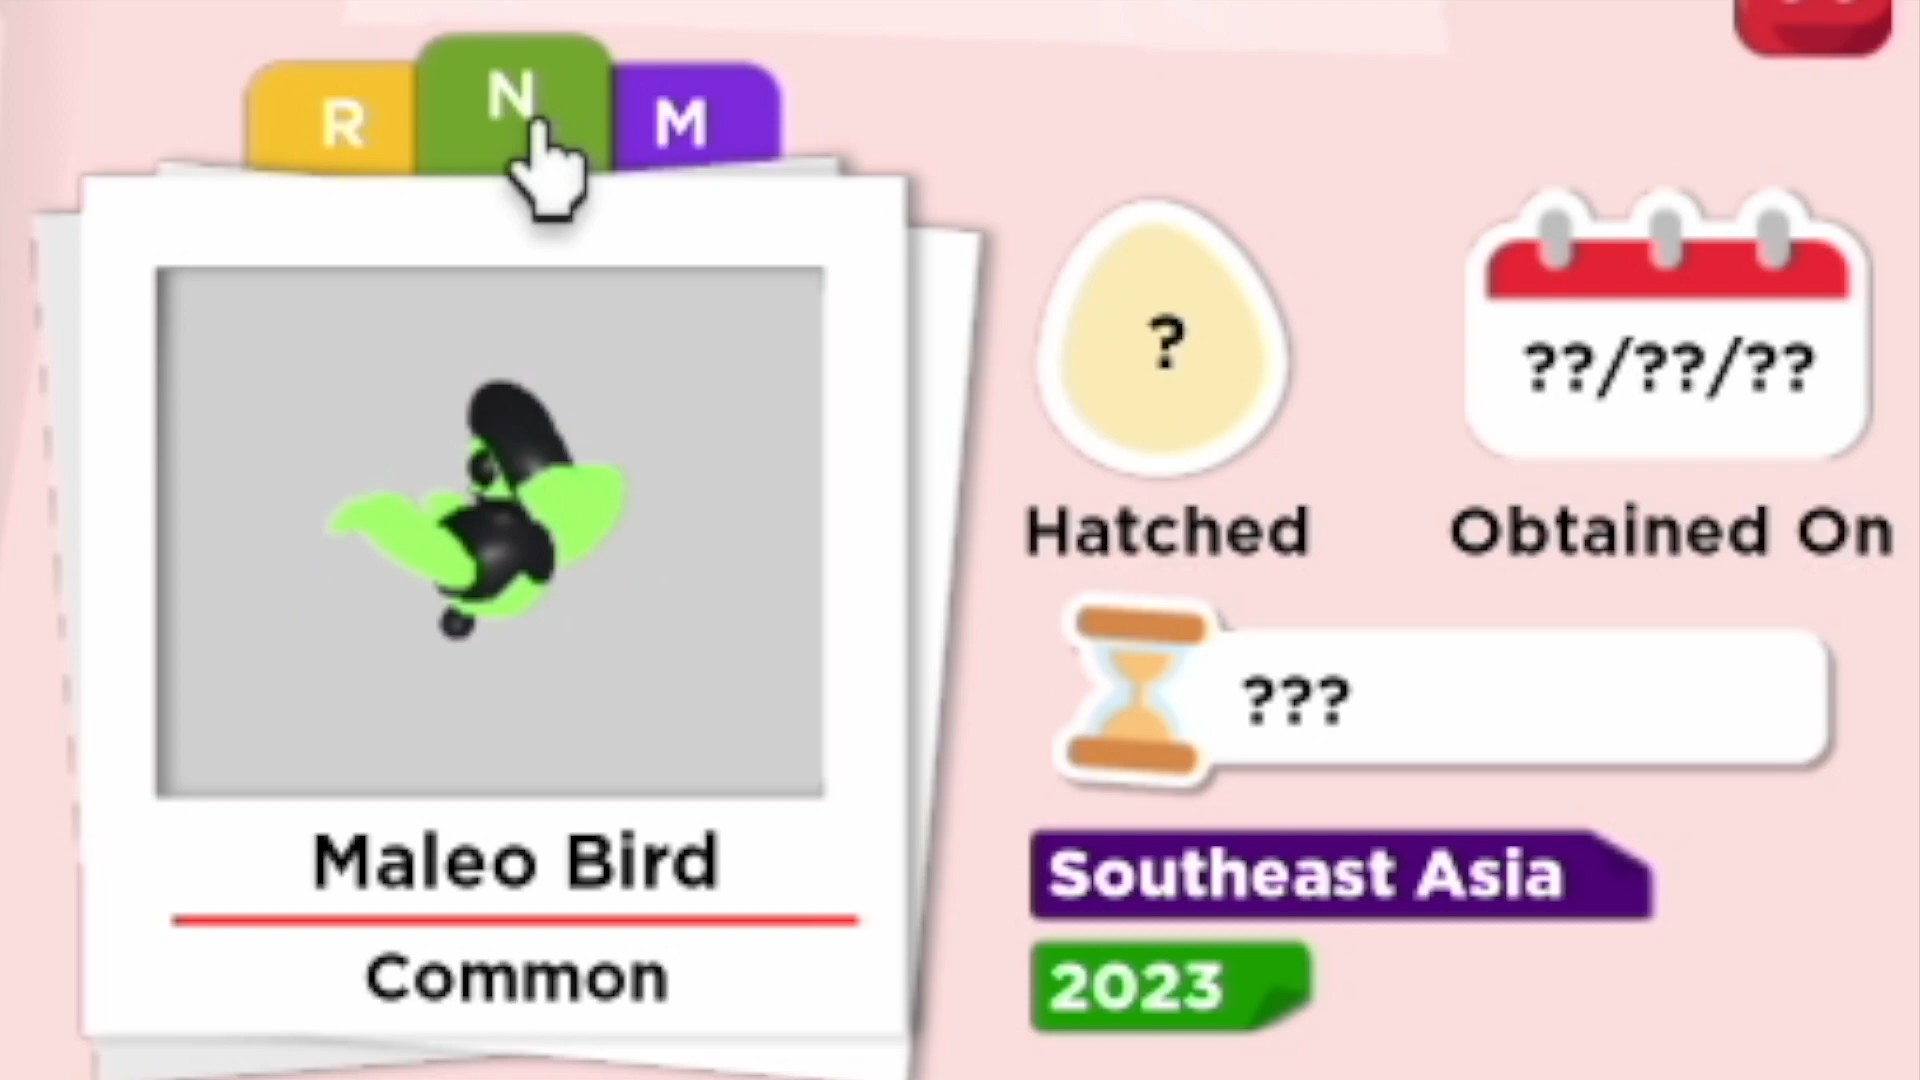 R N M
?
??/??/??
Hatched
Obtained On
???
Maleo Bird
Common
Southeast Asia
2023